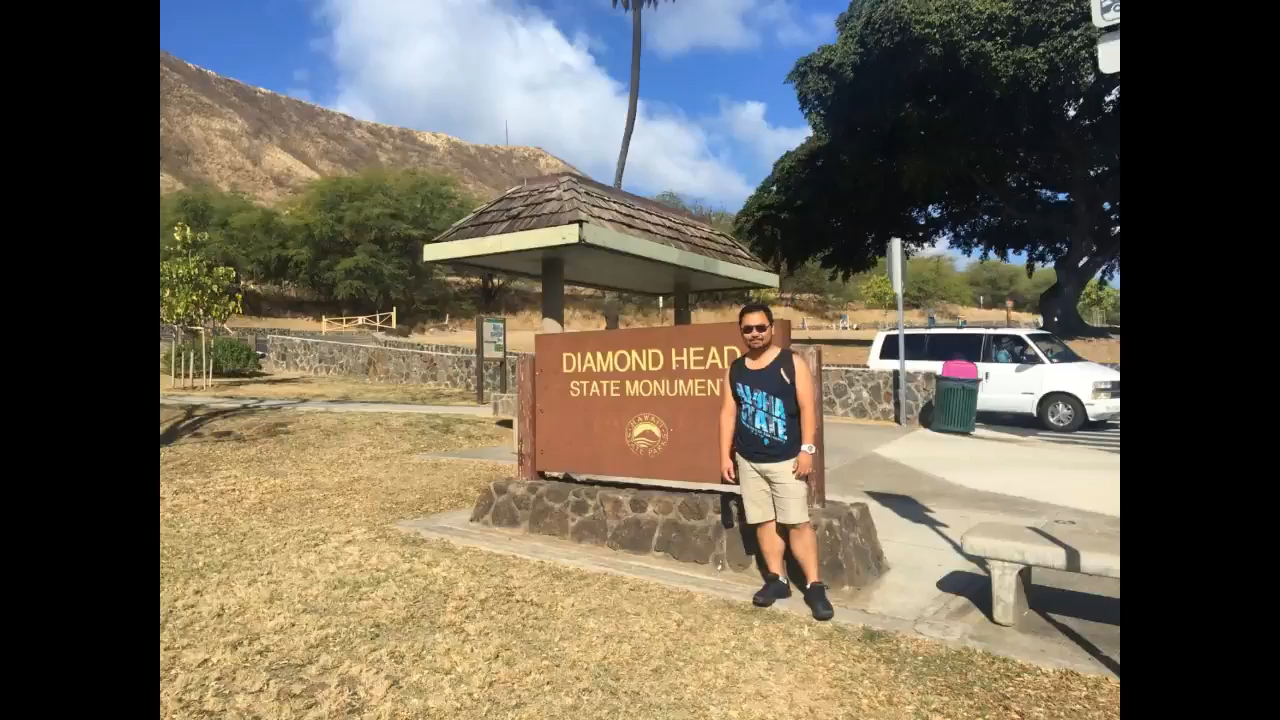 DIAMOND HEAD
STATE MONUMENT
HAWAII
STATE PARKS
ALOHA
STATE